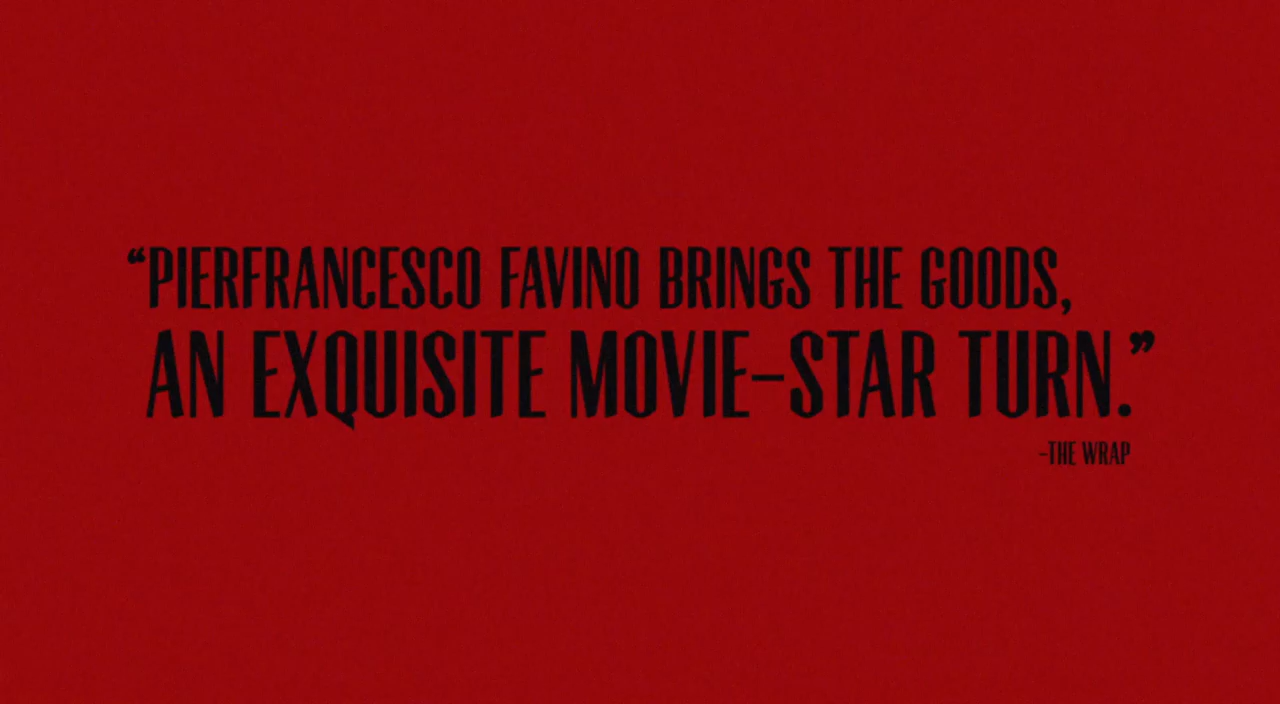 “PIERFRANCESCO FAVINO BRINGS THE GOODS,
AN EXQUISITE MOVIE–STAR TURN.”
–THE WRAP